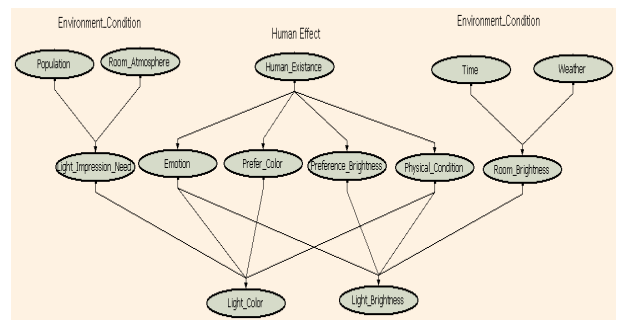 Environment_Condition
Human Effect
Environment_Condition
Population
Room_Atmosphere
Human_Existance
Time
Weather
Light_Impression_Need
Emotion
Prefer_Color
Preference_Brightness
Physical_Condition
Room_Brightness
Light_Color
Light_Brightness